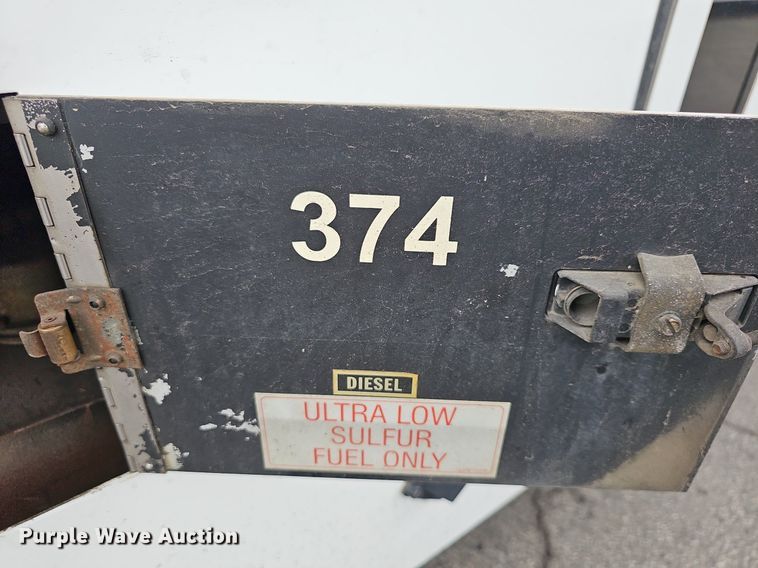 374
DIESEL
ULTRA LOW
SULFUR
FUEL ONLY
Purple Wave Auction